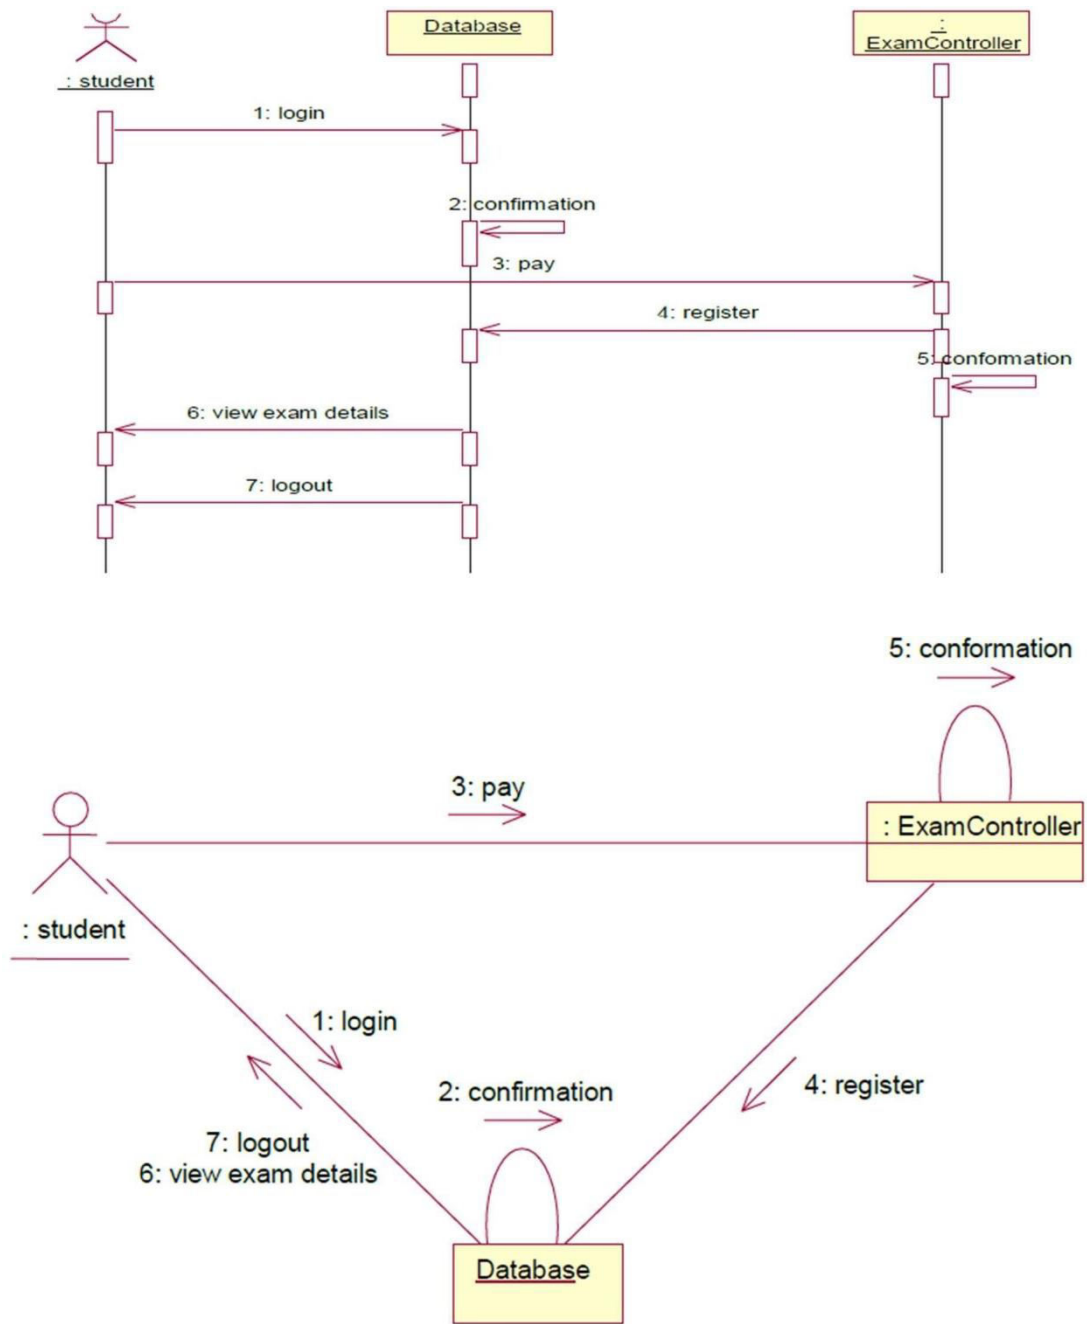 Database
:
ExamController
: student
1: login
2: confirmation
3: pay
4: register
5: conformation
6: view exam details
7: logout
5: conformation
3: pay
: ExamController
: student
1: login
2: confirmation
4: register
7: logout
6: view exam details
Database